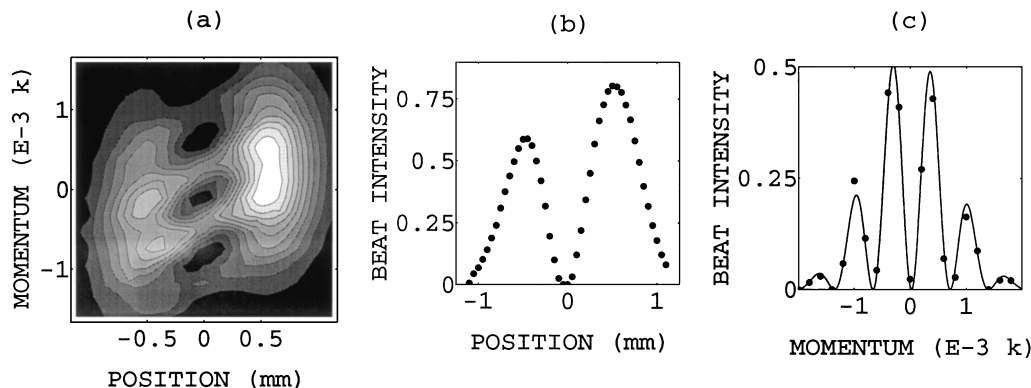 (a)
MOMENTUM (E-3 k)
1
0
-1
-0.5 0 0.5
POSITION (mm)
(b)
BEAT INTENSITY
0.75
0.5
0.25
0
-1 0 1
POSITION (mm)
(c)
BEAT INTENSITY
0.5
0.25
0
-1 0 1
MOMENTUM (E-3 k)